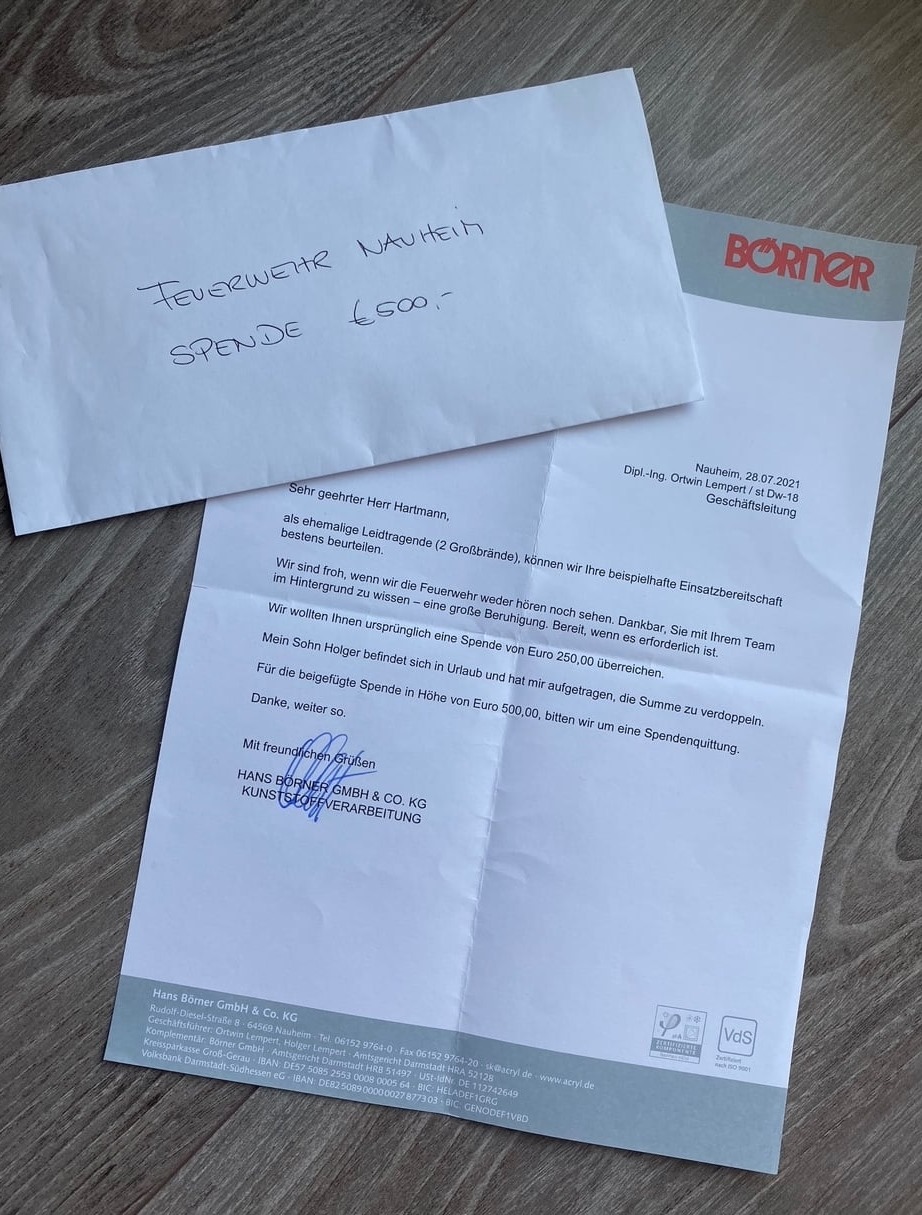 FEUERWEHR NAUHEIM
SPENDE €500,-
BÖRNER
Nauheim, 28.07.2021
Dipl.-Ing. Ortwin Lempert / st Dw-18
Geschäftsleitung
Sehr geehrter Herr Hartmann,
als ehemalige Leidtragende (2 Großbrände), können wir Ihre beispielhafte Einsatzbereitschaft
bestens beurteilen.
Wir sind froh, wenn wir die Feuerwehr weder hören noch sehen. Dankbar, Sie mit Ihrem Team
im Hintergrund zu wissen – eine große Beruhigung. Bereit, wenn es erforderlich ist.
Wir wollten Ihnen ursprünglich eine Spende von Euro 250,00 überreichen.
Mein Sohn Holger befindet sich in Urlaub und hat mir aufgetragen, die Summe zu verdoppeln.
Für die beigefügte Spende in Höhe von Euro 500,00, bitten wir um eine Spendenquittung.
Danke, weiter so.
Mit freundlichen Grüßen
HANS BÖRNER GMBH & CO. KG
KUNSTSTOFFVERARBEITUNG
Hans Börner GmbH & Co. KG
Rudolf-Diesel-Straße 8 · 64569 Nauheim · Tel. 06152 9764-0 · Fax 06152 9764-20 · sk@acryl.de · www.acryl.de
Geschäftsführer: Ortwin Lempert, Holger Lempert · Amtsgericht Darmstadt HRA 52128
Komplementär: Börner GmbH · Amtsgericht Darmstadt HRB 51497 · USt-IdNr. DE 112742649
Kreissparkasse Groß-Gerau · IBAN: DE57 5085 2553 0008 0005 64 · BIC: HELADEF1GRG
Volksbank Darmstadt-Südhessen eG · IBAN: DE82 5089 0000 0027 8773 03 · BIC: GENODEF1VBD
ZERTIFIZIERTE
KOMPONENTE
VdS
Zertifiziert
nach ISO 9001